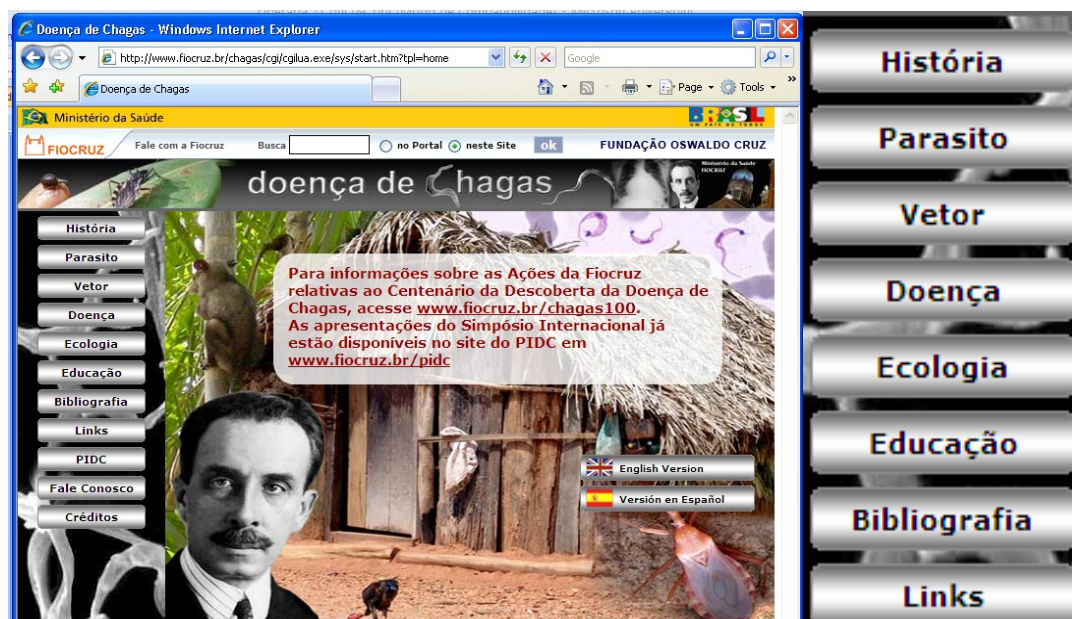 Doença de Chagas - Windows Internet Explorer
http://www.fiocruz.br/chagas/cgi/cgilua.exe/sys/start.htm?tpl=home
Google
Doença de Chagas
Page
Tools
Ministério da Saúde
BRASIL
FIOCRUZ
Fale com a Fiocruz
Busca
no Portal
neste Site
ok
FUNDAÇÃO OSWALDO CRUZ
doença de Chagas
Ministério da Saúde
FIOCRUZ
História
Parasito
Vetor
Doença
Ecologia
Educação
Bibliografia
Links
PIDC
Fale Conosco
Créditos
Para informações sobre as Ações da Fiocruz
relativas ao Centenário da Descoberta da Doença de
Chagas, acesse www.fiocruz.br/chagas100.
As apresentações do Simpósio Internacional já
estão disponíveis no site do PIDC em
www.fiocruz.br/pidc
English Version
Versión en Español
História
Parasito
Vetor
Doença
Ecologia
Educação
Bibliografia
Links